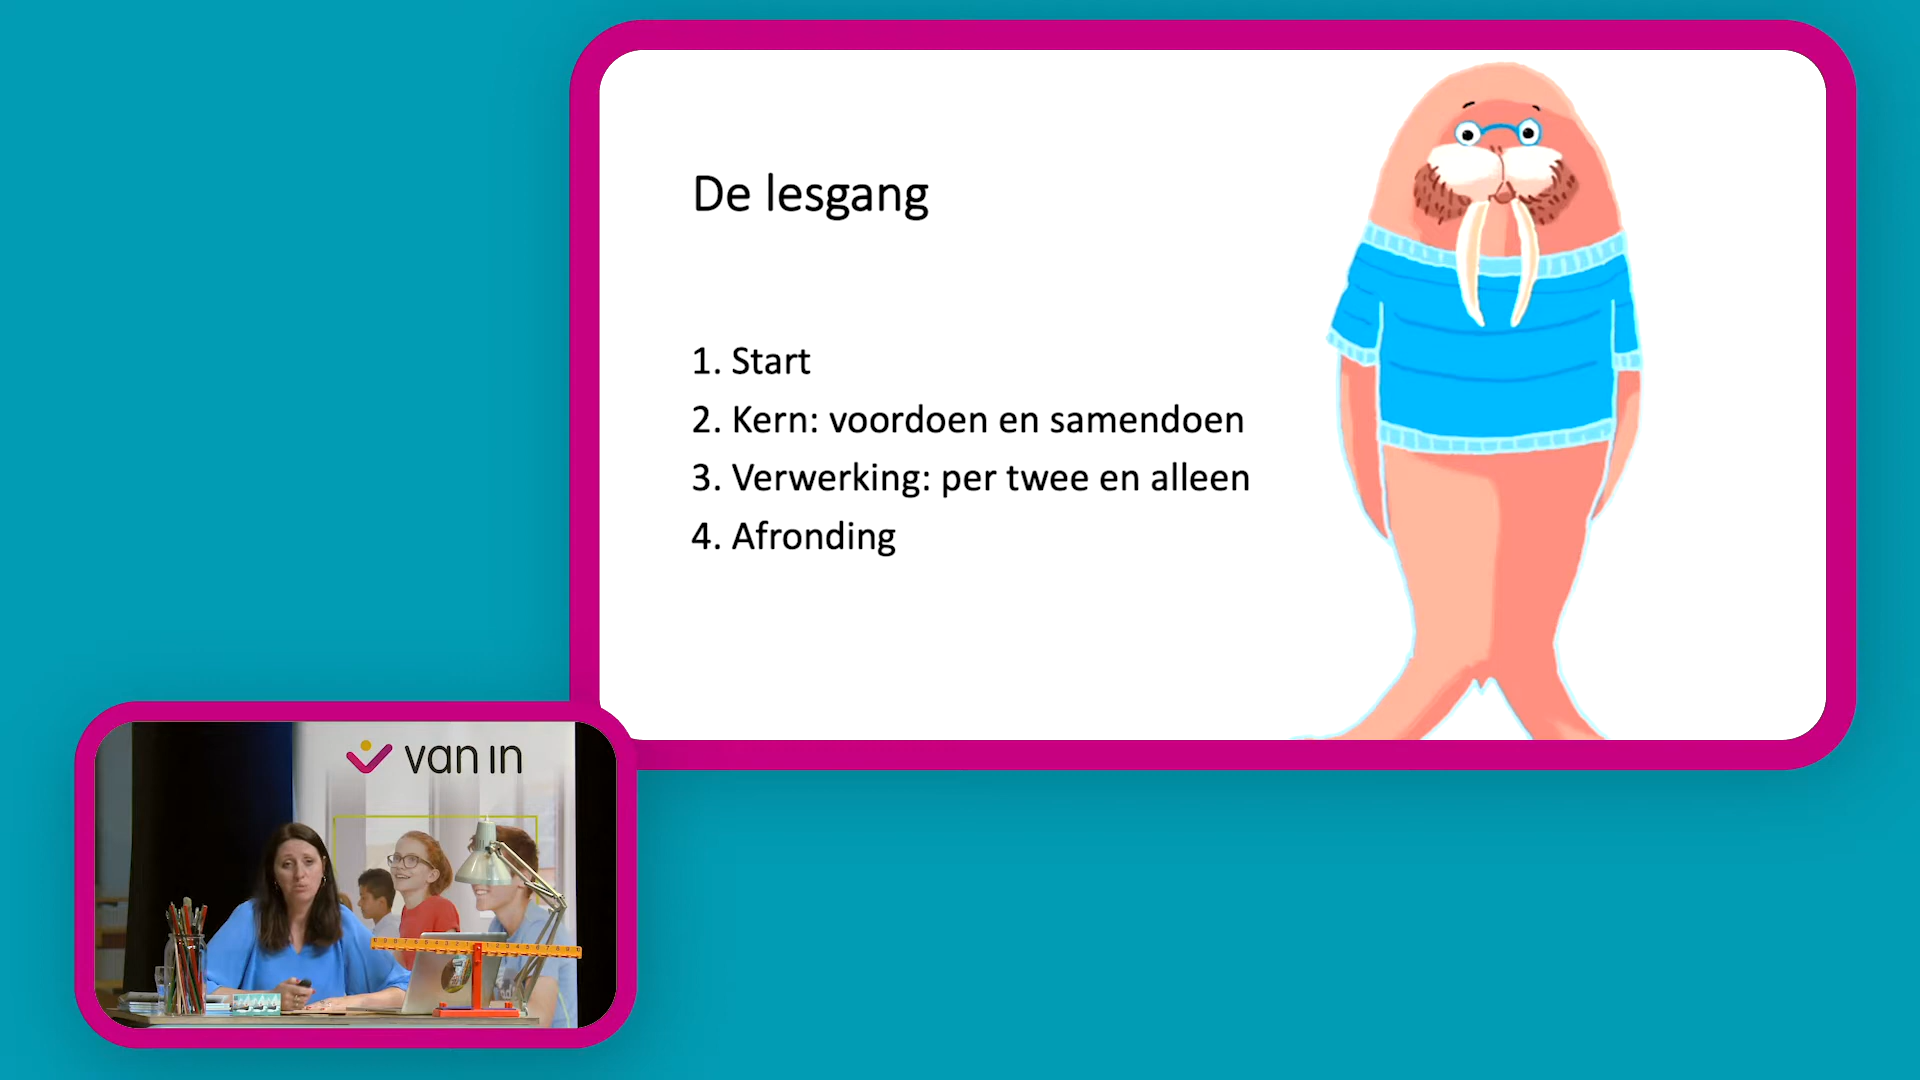 De lesgang
1. Start
2. Kern: voordoen en samendoen
3. Verwerking: per twee en alleen
4. Afronding
van in